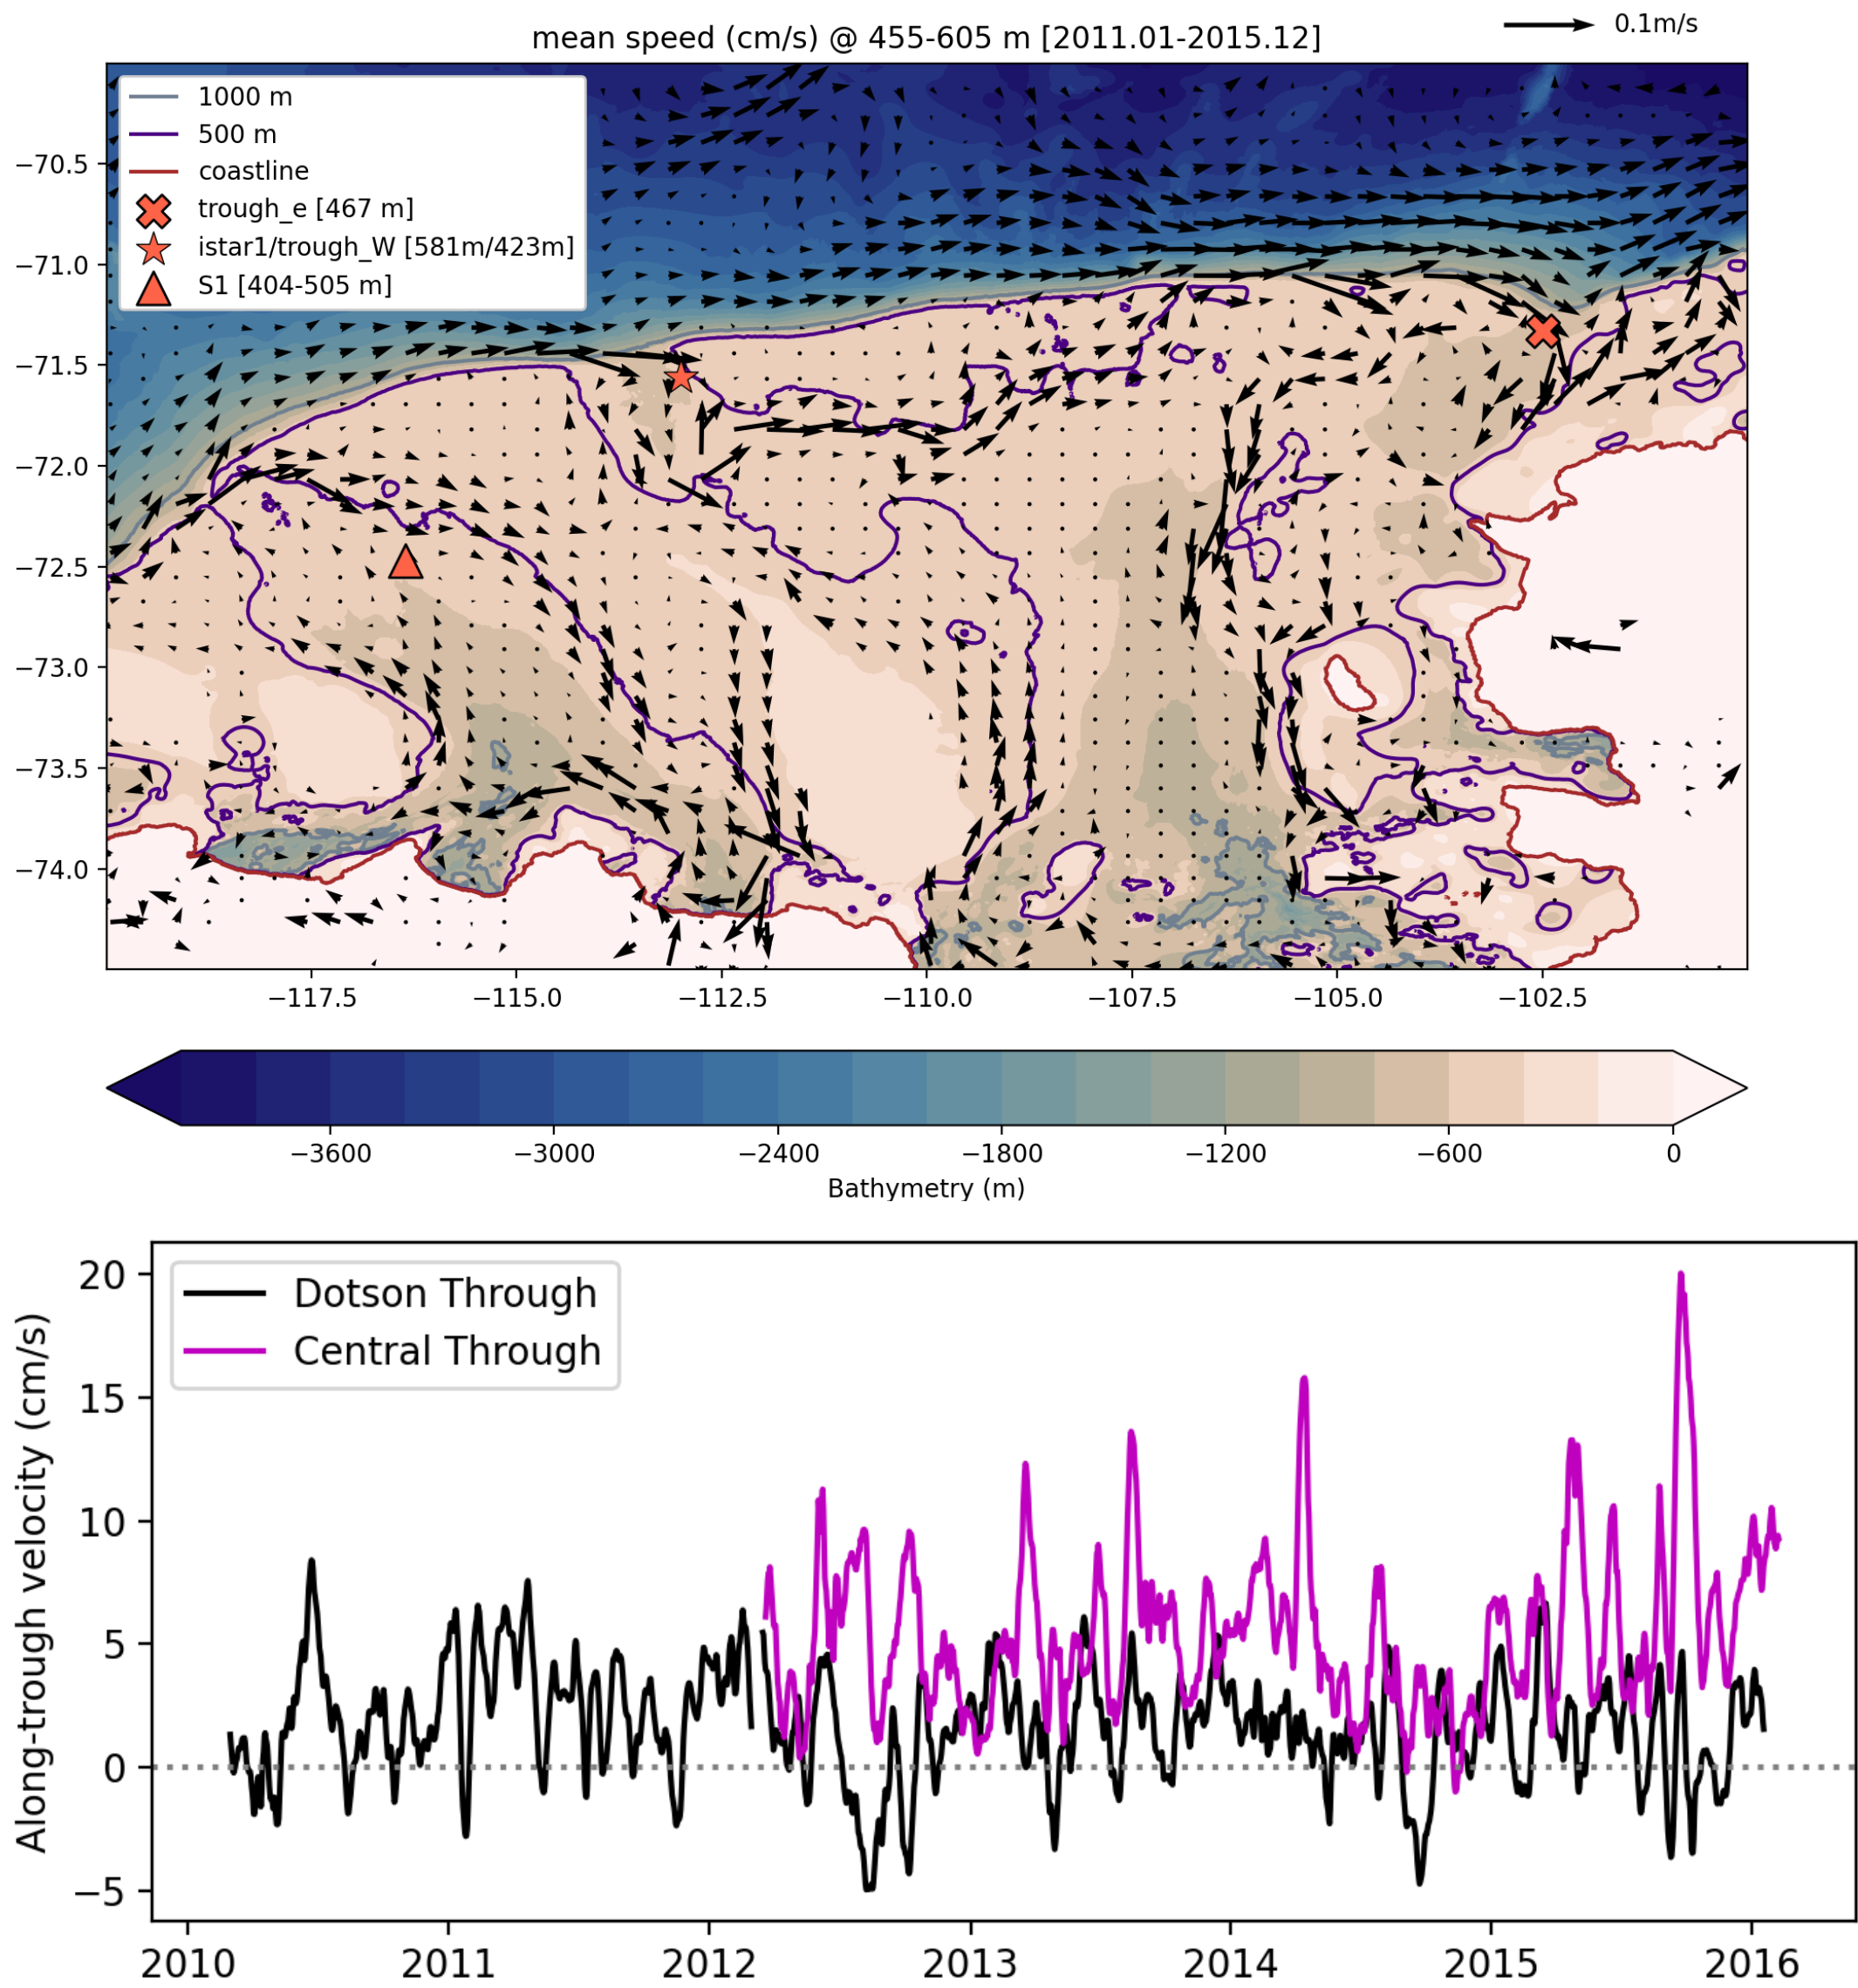 mean speed (cm/s) @ 455-605 m [2011.01-2015.12]
0.1m/s
1000 m
500 m
coastline
trough_e [467 m]
istar1/trough_W [581m/423m]
S1 [404-505 m]
−70.5
−71.0
−71.5
−72.0
−72.5
−73.0
−73.5
−74.0
−117.5 −115.0 −112.5 −110.0 −107.5 −105.0 −102.5
−3600 −3000 −2400 −1800 −1200 −600 0
Bathymetry (m)
Along-trough velocity (cm/s)
Dotson Through
Central Through
20
15
10
5
0
−5
2010 2011 2012 2013 2014 2015 2016